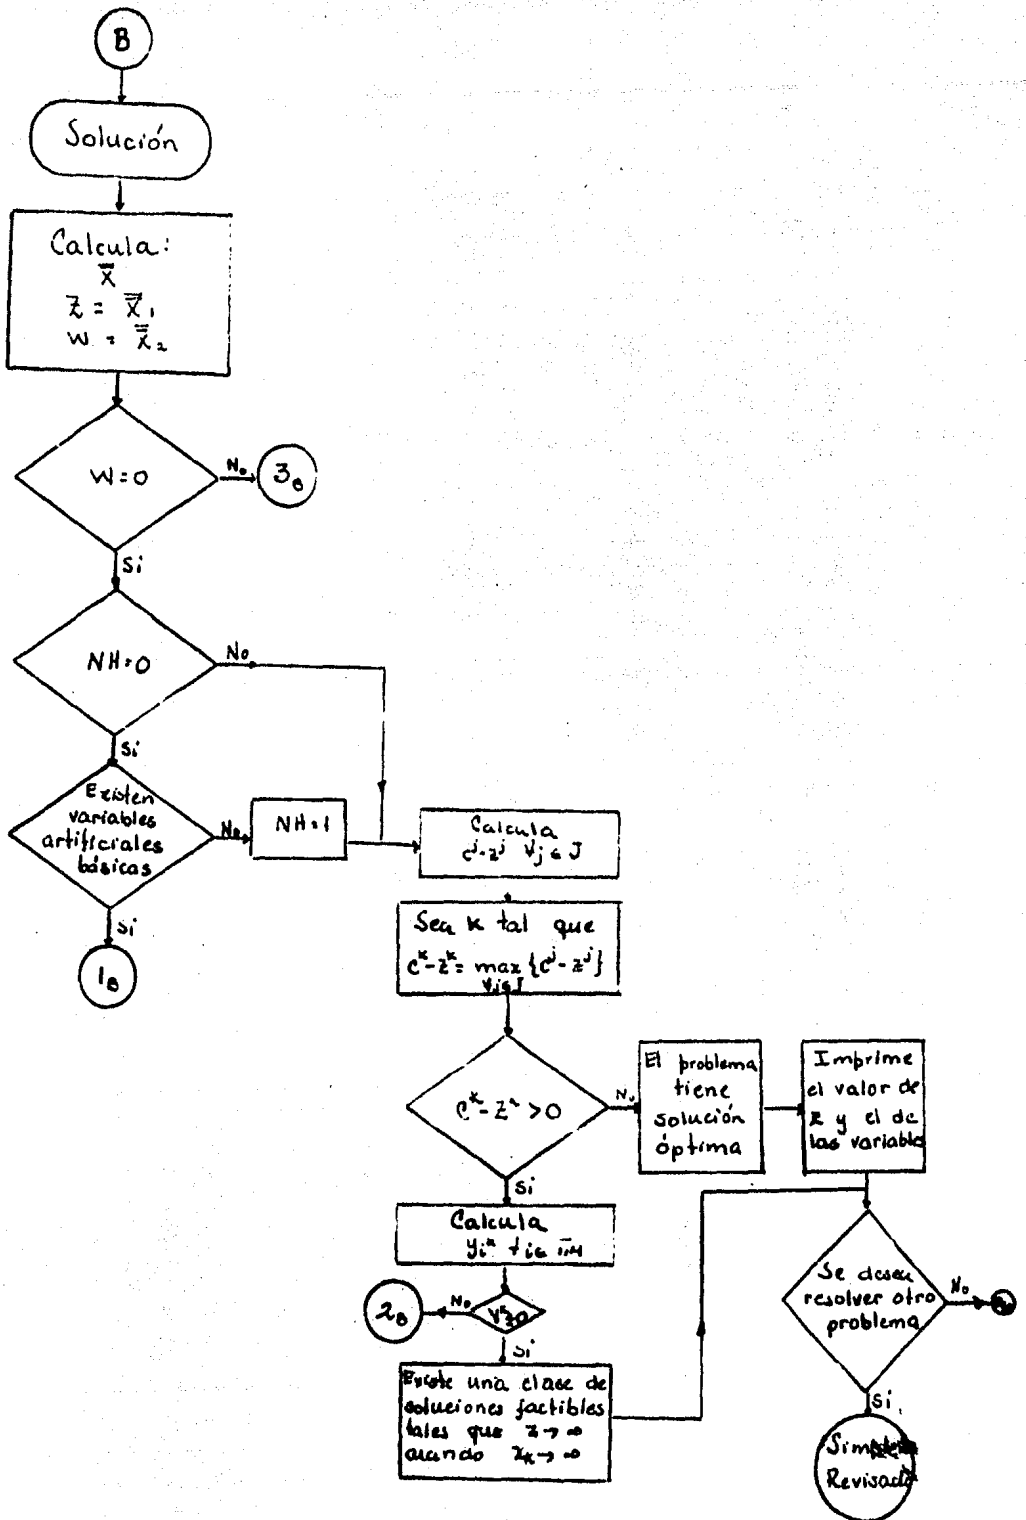 B
Solución
Calcula:
x̿
z = x̿₁
w = x̿₂
W=0
No
3B
Si
NH=0
No
Si
Existen
variables
artificiales
básicas
No
NH=1
Si
1B
Calcula
c^j-z^j ∀j∈J
Sea k tal que
c^k-z^k= max {c^j-z^j}
∀j∈J
c^k-z^k >0
No
El problema
tiene
solución
óptima
Imprime
el valor de
z y el de
las variable
Si
Calcula
2B
No
Si
Existe una clase de
soluciones factibles
tales que z→∞
cuando x_k→∞
Se desea
resolver otro
problema
No
Si
Revisado